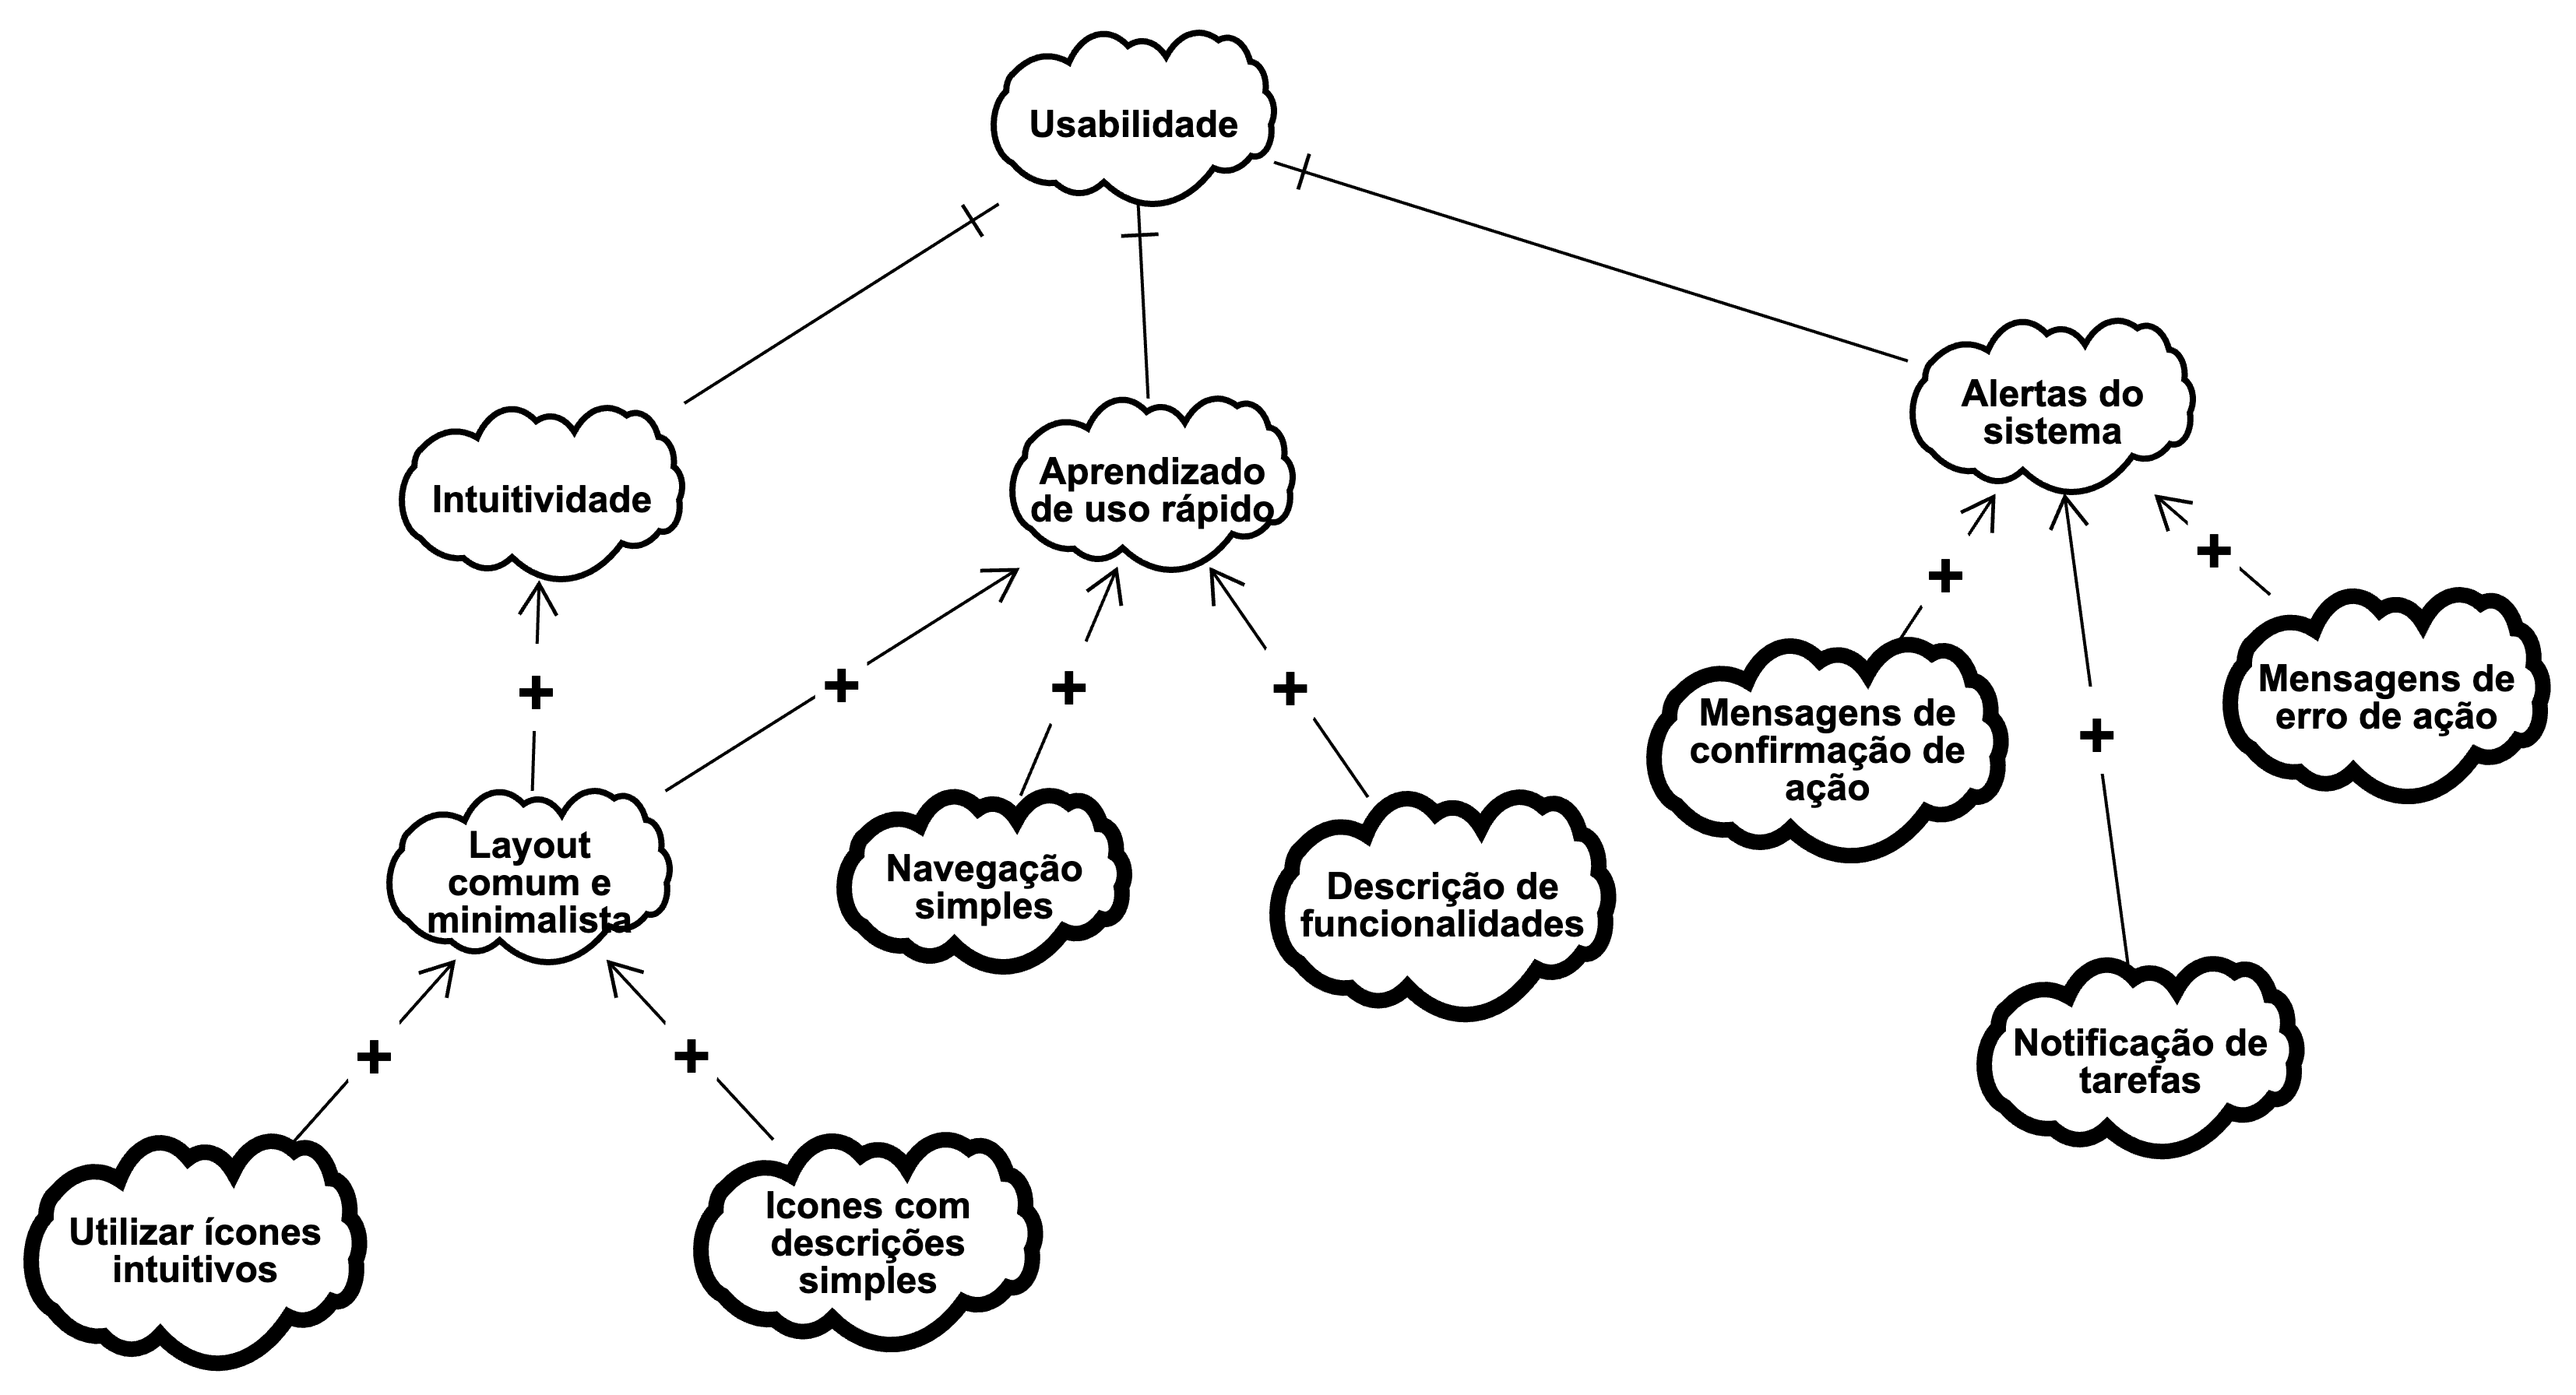 Usabilidade
Alertas do
sistema
Intuitividade
Aprendizado
de uso rápido
+
+
+
+
+
+
+
Mensagens de
erro de ação
Mensagens de
confirmação de
ação
Layout
comum e
minimalista
Navegação
simples
Descrição de
funcionalidades
+
+
Notificação de
tarefas
Utilizar ícones
intuitivos
Icones com
descrições
simples